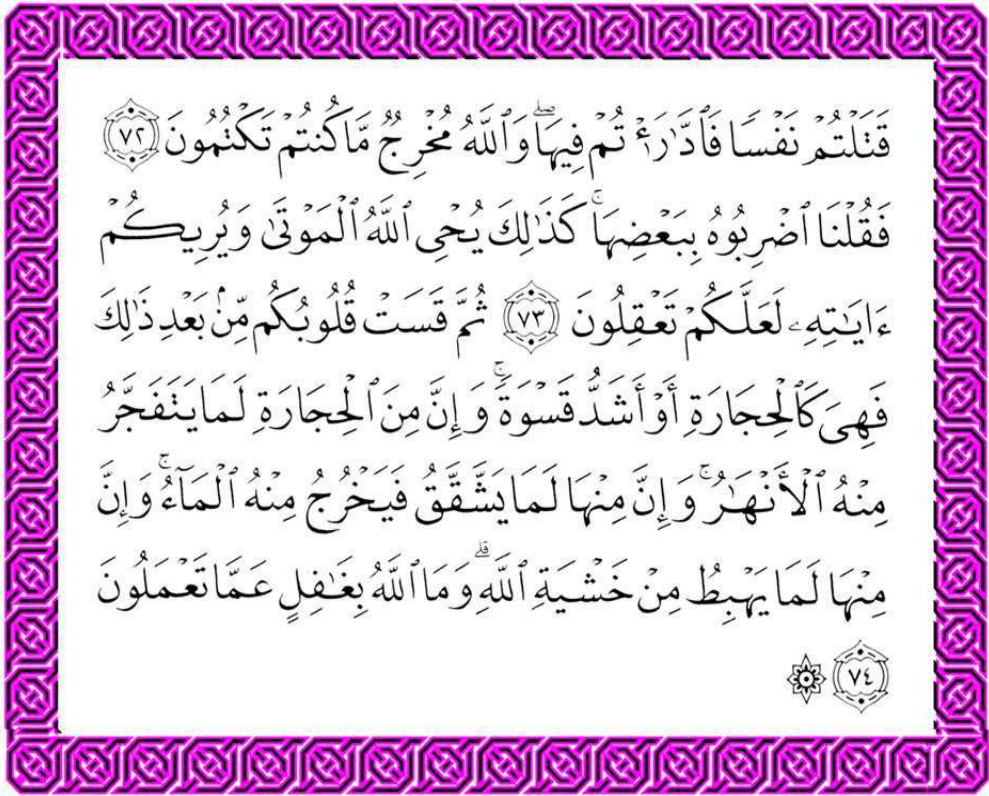 قَتَلْتُمْ نَفْسًا فَٱدَّٰرَْٰٔ تُمْ فِيهَا ۖ وَٱللَّهُ مُخْرِجٌ مَّا كُنتُمْ تَكْتُمُونَ ٧٢
فَقُلْنَا ٱضْرِبُوهُ بِبَعْضِهَا ۚ كَذَٰلِكَ يُحْىِ ٱللَّهُ ٱلْمَوْتَىٰ وَيُرِيكُمْ
ءَايَٰتِهِۦ لَعَلَّكُمْ تَعْقِلُونَ ٧٣ ثُمَّ قَسَتْ قُلُوبُكُم مِّنۢ بَعْدِ ذَٰلِكَ
فَهِىَ كَٱلْحِجَارَةِ أَوْ أَشَدُّ قَسْوَةً ۚ وَإِنَّ مِنَ ٱلْحِجَارَةِ لَمَا يَتَفَجَّرُ
مِنْهُ ٱلْأَنْهَٰرُ ۚ وَإِنَّ مِنْهَا لَمَا يَشَّقَّقُ فَيَخْرُجُ مِنْهُ ٱلْمَآءُ ۚ وَإِنَّ
مِنْهَا لَمَا يَهْبِطُ مِنْ خَشْيَةِ ٱللَّهِ ۗ وَمَا ٱللَّهُ بِغَٰفِلٍ عَمَّا تَعْمَلُونَ
٧٤ ۞